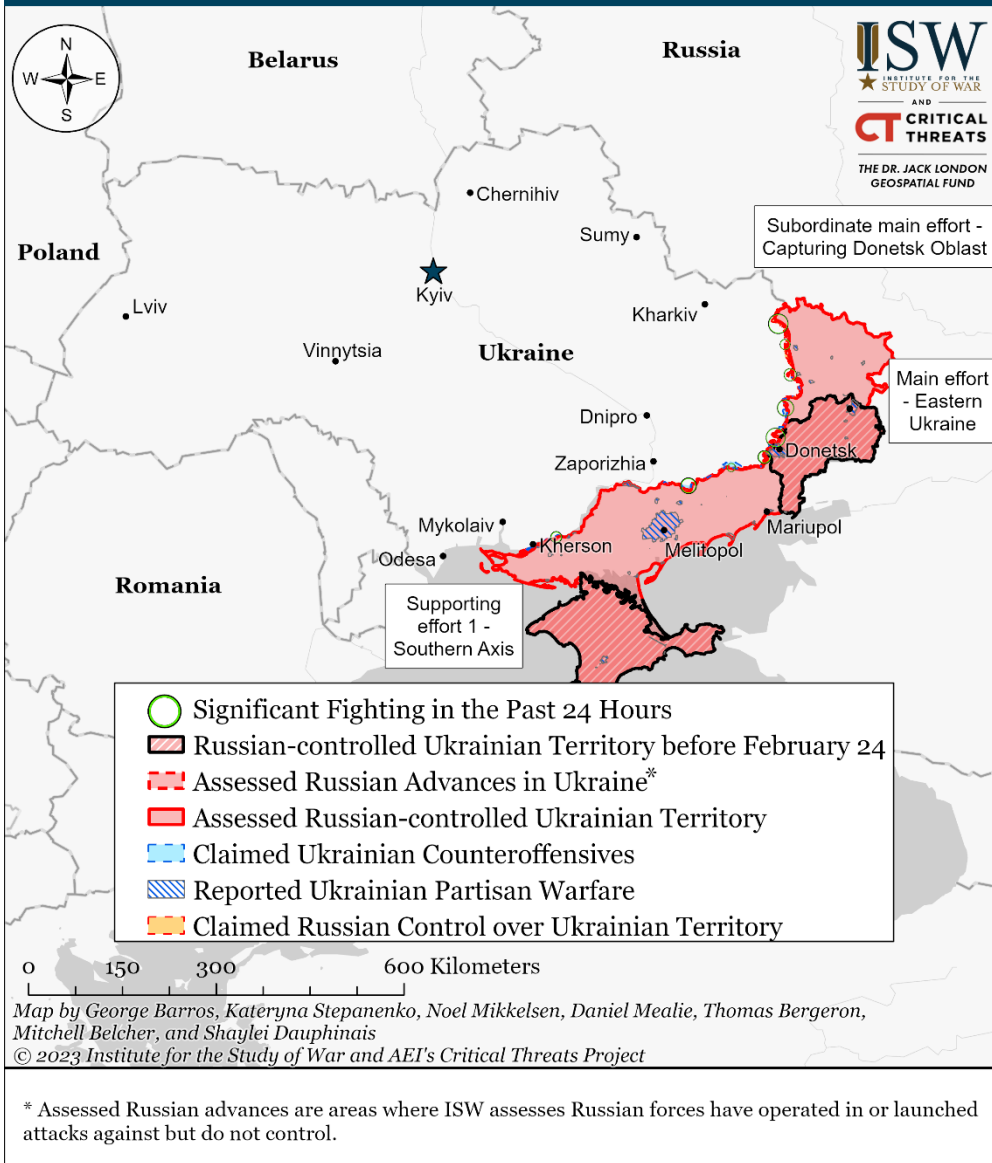 N
W E
S
Belarus
Russia
ISW
INSTITUTE FOR THE
STUDY OF WAR
AND
CT CRITICAL
THREATS
THE DR. JACK LONDON
GEOSPATIAL FUND
Chernihiv
Sumy
Subordinate main effort -
Capturing Donetsk Oblast
Poland
Kyiv
Lviv
Kharkiv
Vinnytsia
Ukraine
Main effort
- Eastern
Ukraine
Dnipro
Donetsk
Zaporizhia
Mariupol
Mykolaiv
Kherson
Melitopol
Odesa
Romania
Supporting
effort 1 -
Southern Axis
Significant Fighting in the Past 24 Hours
Russian-controlled Ukrainian Territory before February 24
Assessed Russian Advances in Ukraine*
Assessed Russian-controlled Ukrainian Territory
Claimed Ukrainian Counteroffensives
Reported Ukrainian Partisan Warfare
Claimed Russian Control over Ukrainian Territory
0 150 300 600 Kilometers
Map by George Barros, Kateryna Stepanenko, Noel Mikkelsen, Daniel Mealie, Thomas Bergeron,
Mitchell Belcher, and Shaylei Dauphinais
© 2023 Institute for the Study of War and AEI's Critical Threats Project
* Assessed Russian advances are areas where ISW assesses Russian forces have operated in or launched
attacks against but do not control.